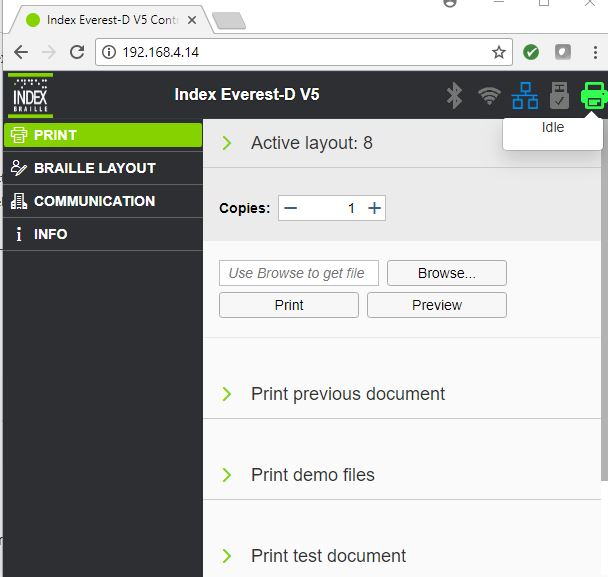 Index Everest-D V5 Contr
192.168.4.14
INDEX
BRAILLE
Index Everest-D V5
Idle
PRINT
BRAILLE LAYOUT
COMMUNICATION
INFO
Active layout: 8
Copies: 1
Use Browse to get file Browse...
Print Preview
Print previous document
Print demo files
Print test document